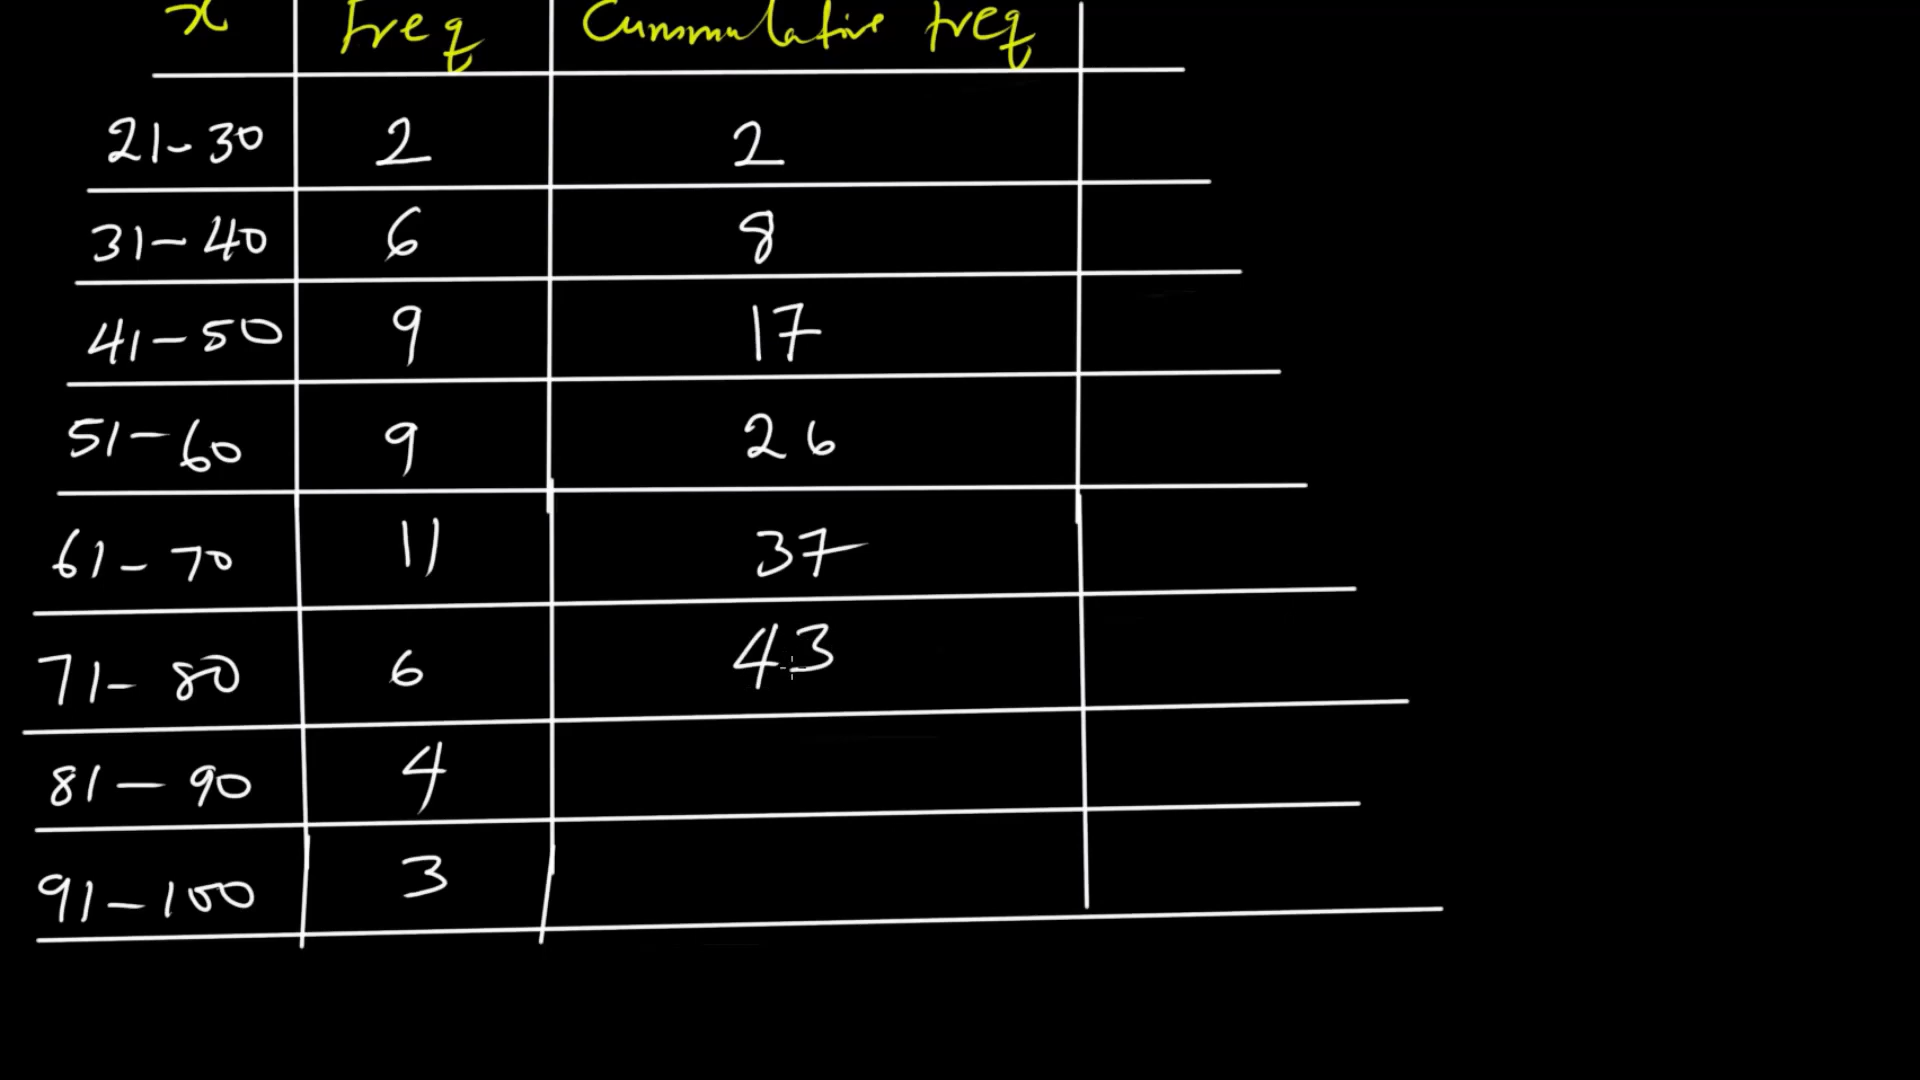 x Freq Cummulative freq
21-30 2 2
31-40 6 8
41-50 9 17
51-60 9 26
61-70 11 37
71-80 6 43
81-90 4
91-100 3